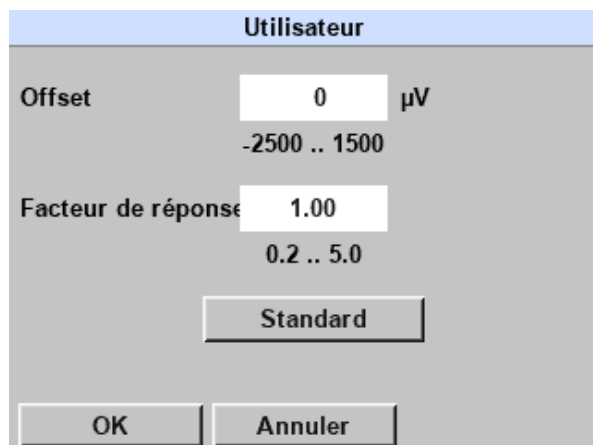 Utilisateur
Offset 0 µV
-2500 .. 1500
Facteur de réponse 1.00
0.2 .. 5.0
Standard
OK Annuler